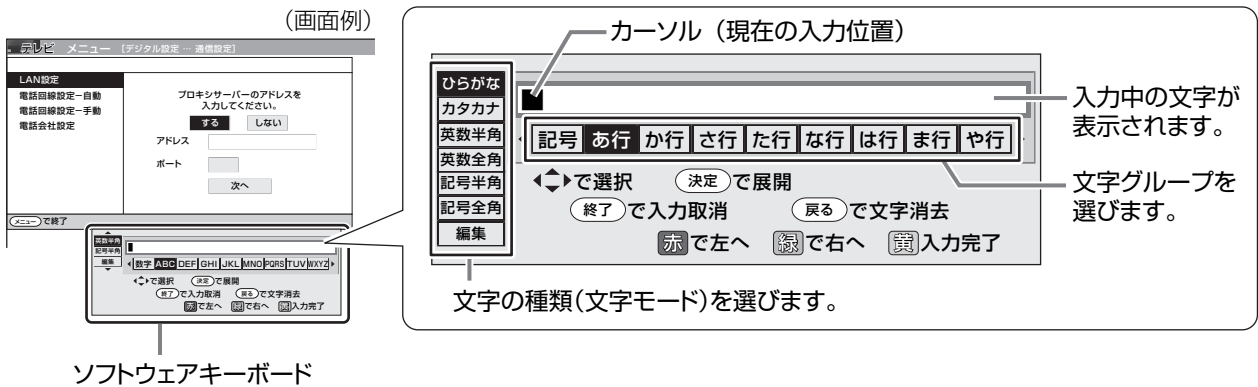 (画面例)
テレビ メニュー [デジタル設定 … 通信設定]
LAN設定
電話回線設定-自動
電話回線設定-手動
電話会社設定
プロキシサーバーのアドレスを
入力してください。
する しない
アドレス
ポート
次へ
メニューで終了
英数半角
記号半角
編集
数字 ABC DEF GHI JKL MNO PQRS TUV WXYZ
で選択 決定で展開
終了で入力取消 戻るで文字消去
赤で左へ 緑で右へ 黄入力完了
ソフトウェアキーボード
カーソル(現在の入力位置)
ひらがな
カタカナ
英数半角
英数全角
記号半角
記号全角
編集
記号 あ行 か行 さ行 た行 な行 は行 ま行 や行
で選択 決定で展開
終了で入力取消 戻るで文字消去
赤で左へ 緑で右へ 黄入力完了
入力中の文字が
表示されます。
文字グループを
選びます。
文字の種類(文字モード)を選びます。